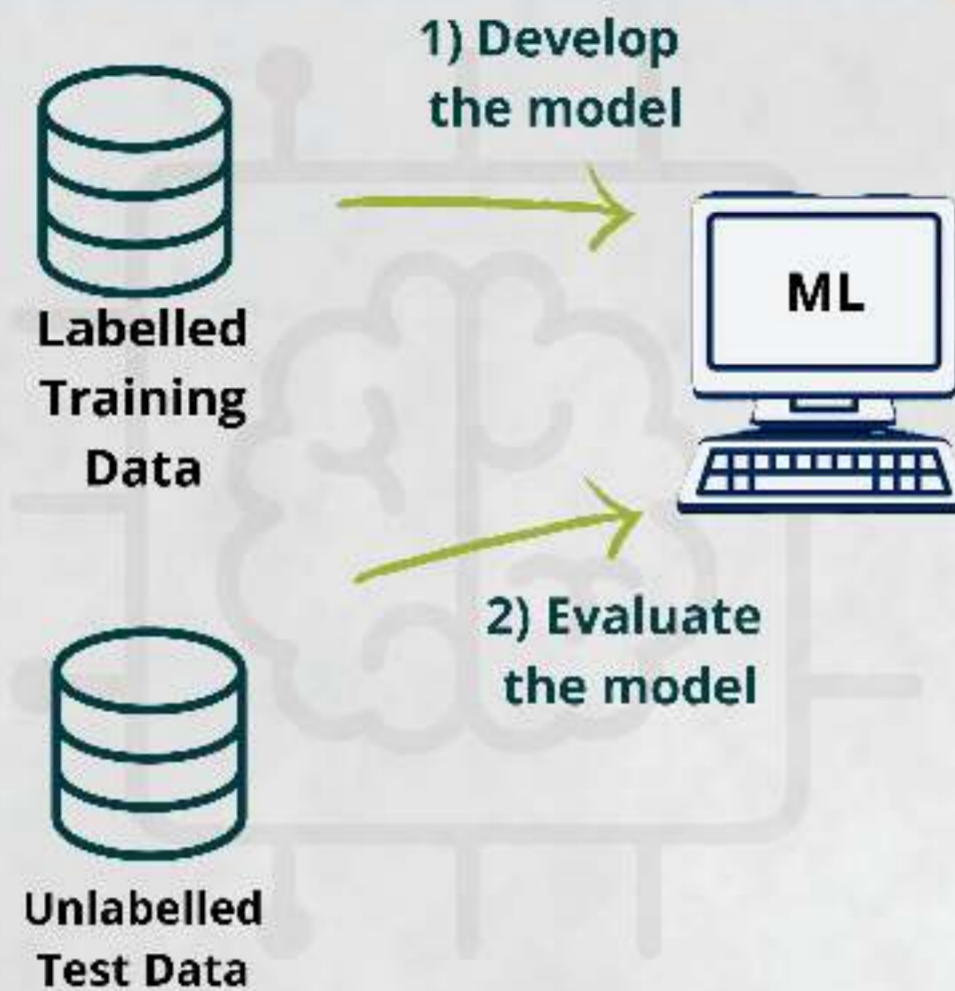 1) Develop
the model
ML
Labelled
Training
Data
2) Evaluate
the model
Unlabelled
Test Data